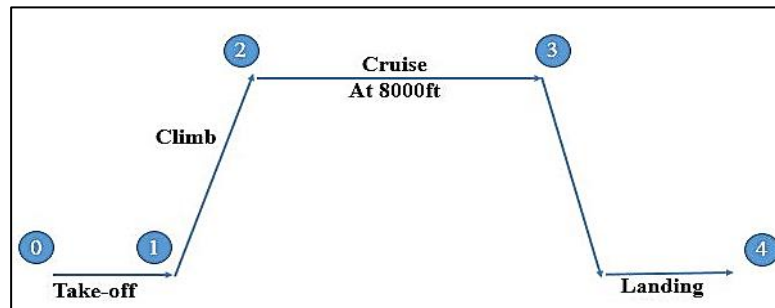 2
3
Cruise
At 8000ft
Climb
0
1
4
Take-off
Landing